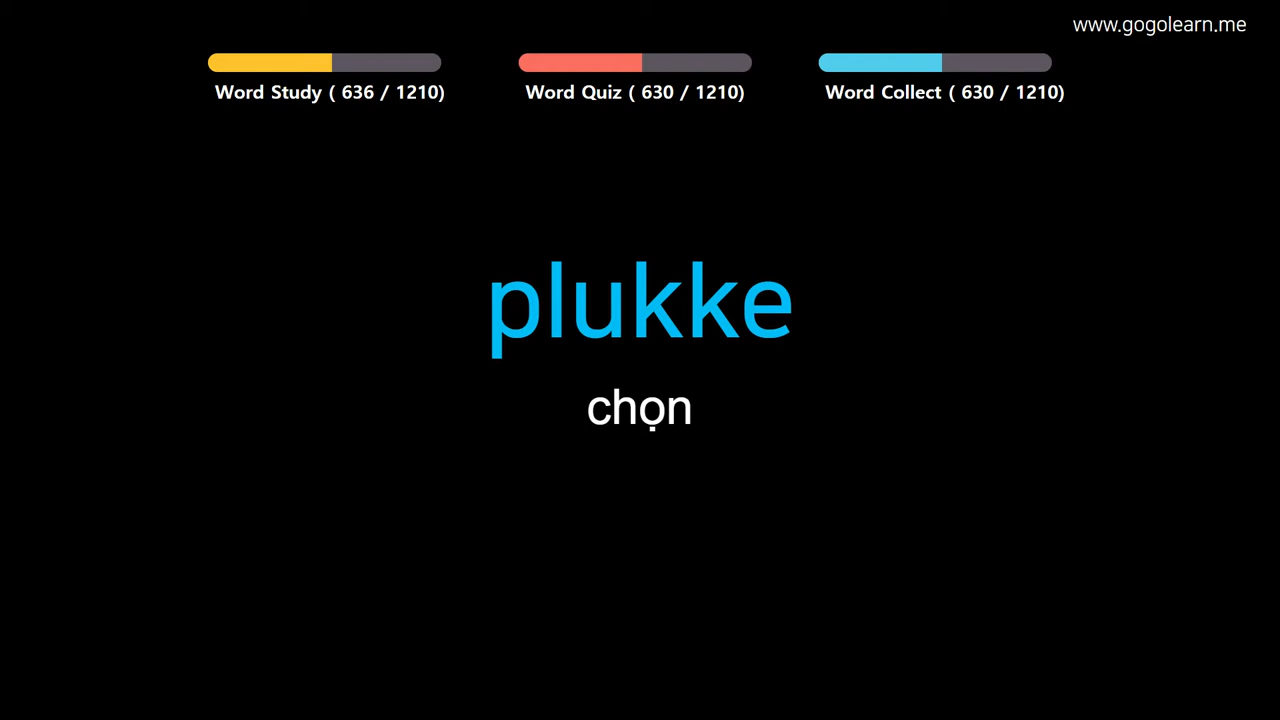 www.gogolearn.me
Word Study ( 636 / 1210)
Word Quiz ( 630 / 1210)
Word Collect ( 630 / 1210)
plukke
chọn